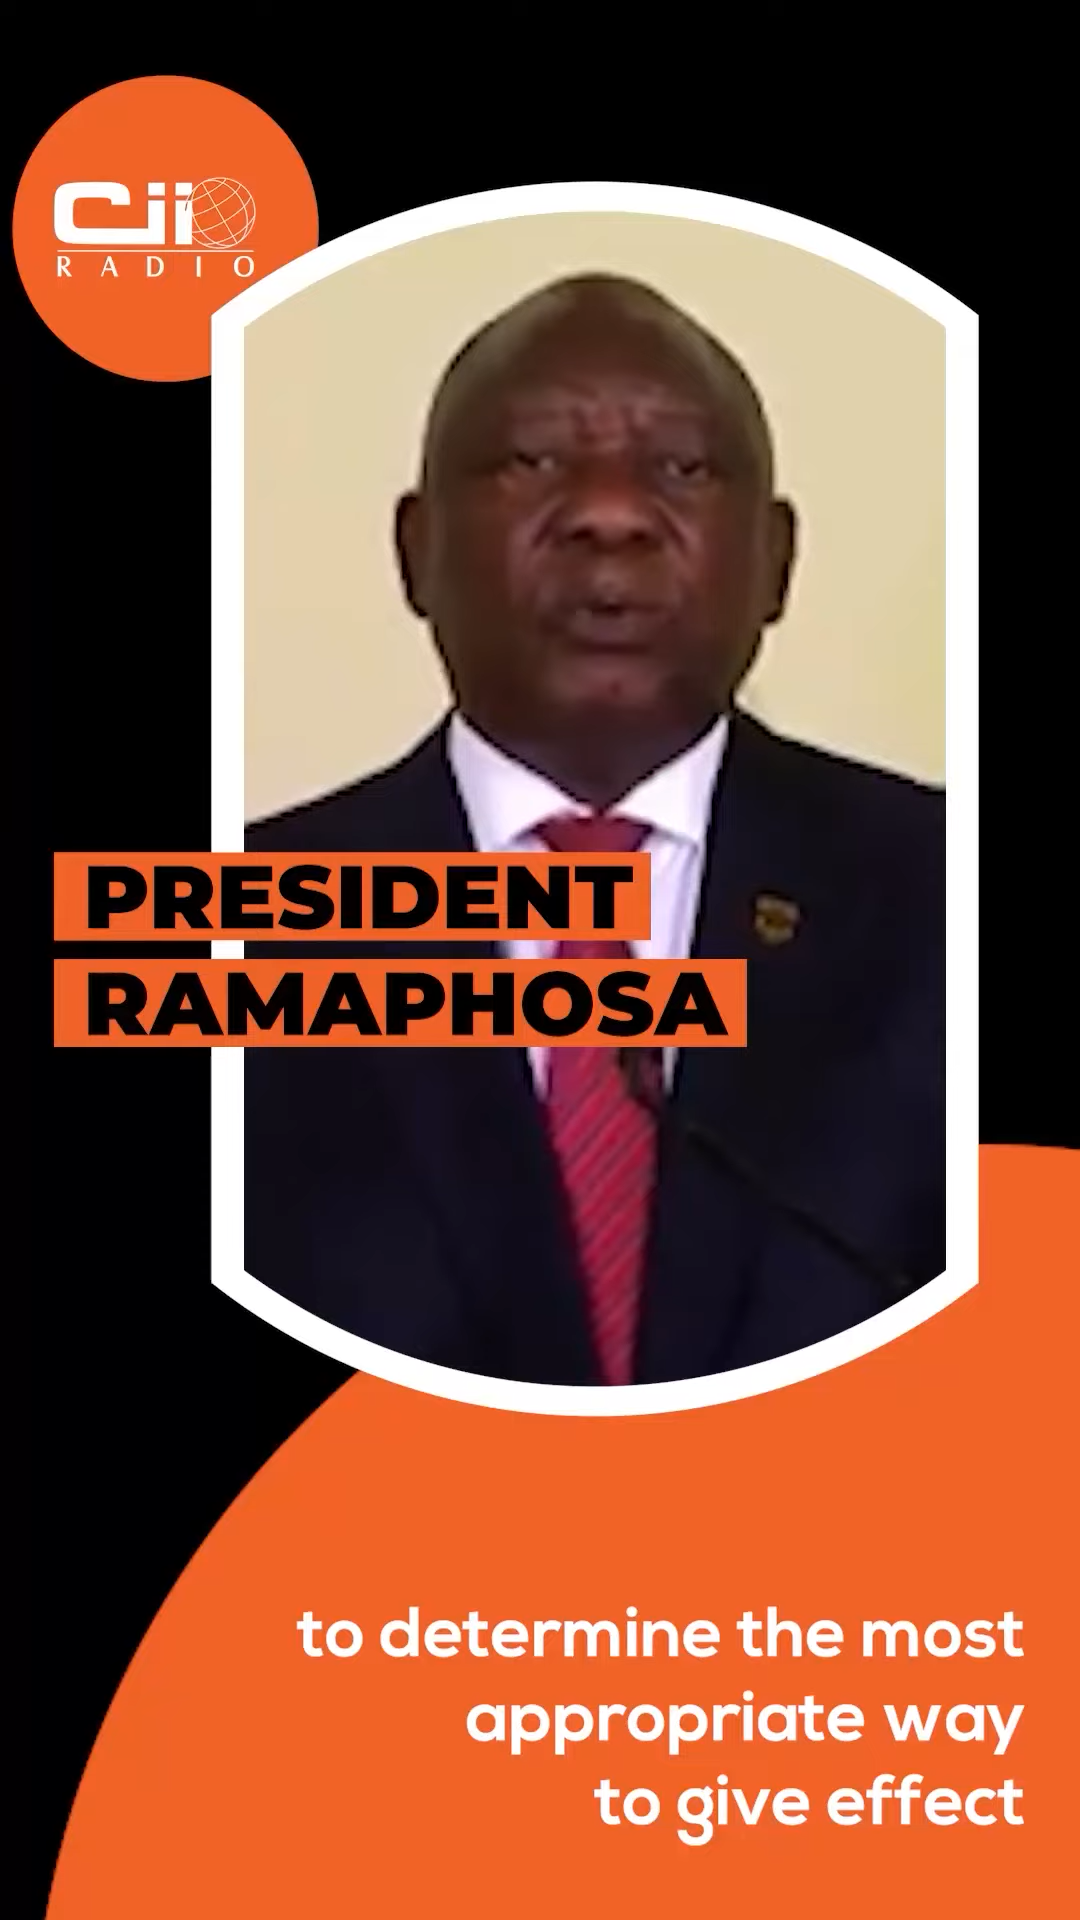 Cii
RADIO
PRESIDENT
RAMAPHOSA
to determine the most
appropriate way
to give effect